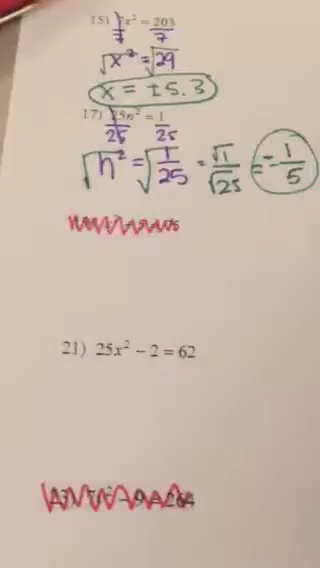 15) 7x² = 203
7 7
√x² = √29
x = ±5.3
17) 25n² = 1
25 25
√n² = √1/25 = √1/√25 = ±1/5
21) 25x² − 2 = 62